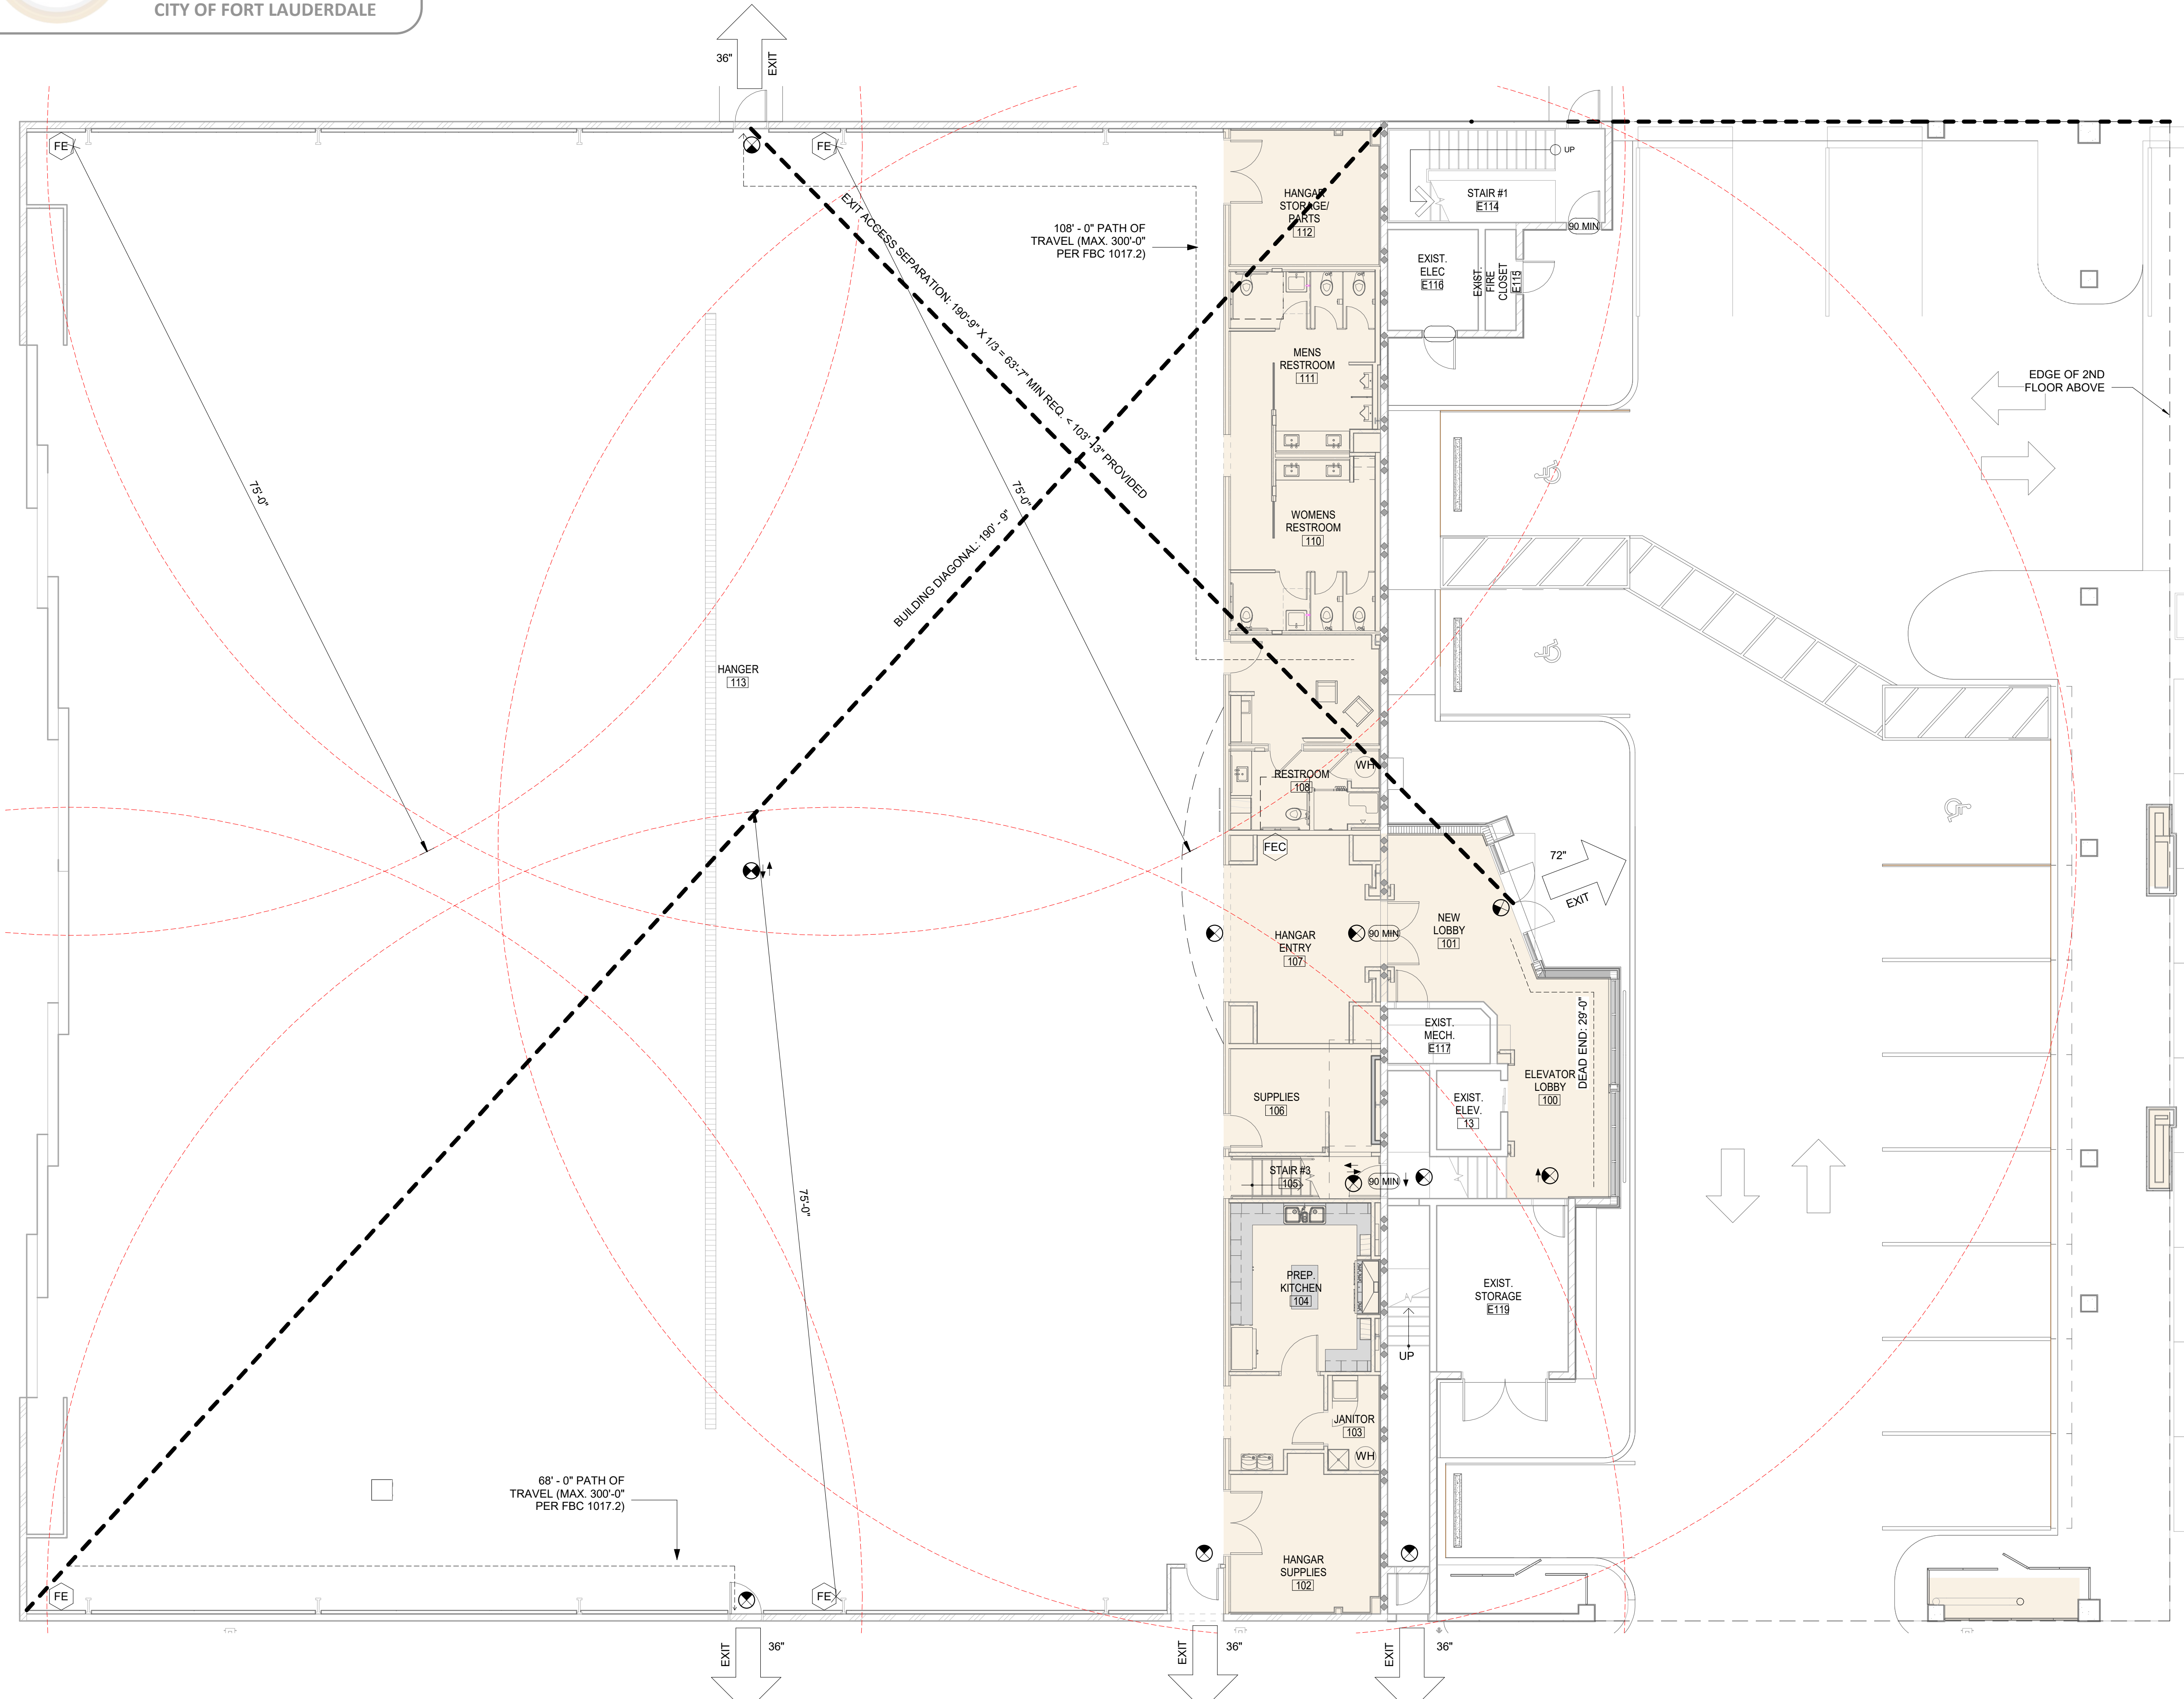 CITY OF FORT LAUDERDALE
36"
EXIT
FE
FE
UP
STAIR #1
E114
HANGAR
STORAGE/
PARTS
112
90 MIN
108' - 0" PATH OF
TRAVEL (MAX. 300'-0"
PER FBC 1017.2)
EXIST.
ELEC
E116
EXIST.
FIRE
CLOSET
E115
EXIT ACCESS SEPARATION: 190'-9" X 1/3 = 63'-7" MIN REQ. < 103' -13" PROVIDED
MENS
RESTROOM
111
EDGE OF 2ND
FLOOR ABOVE
75'-0"
75'-0"
WOMENS
RESTROOM
110
BUILDING DIAGONAL: 190' - 9"
HANGER
113
RESTROOM
108
WH
FEC
72"
EXIT
NEW
LOBBY
101
HANGAR
ENTRY
107
90 MIN
DEAD END: 29'-0"
EXIST.
MECH.
E117
ELEVATOR
LOBBY
100
SUPPLIES
106
EXIST.
ELEV.
13
STAIR #3
105
90 MIN
75'-0"
PREP.
KITCHEN
104
EXIST.
STORAGE
E119
UP
JANITOR
103
WH
68' - 0" PATH OF
TRAVEL (MAX. 300'-0"
PER FBC 1017.2)
HANGAR
SUPPLIES
102
FE
FE
EXIT
36"
EXIT
36"
EXIT
36"